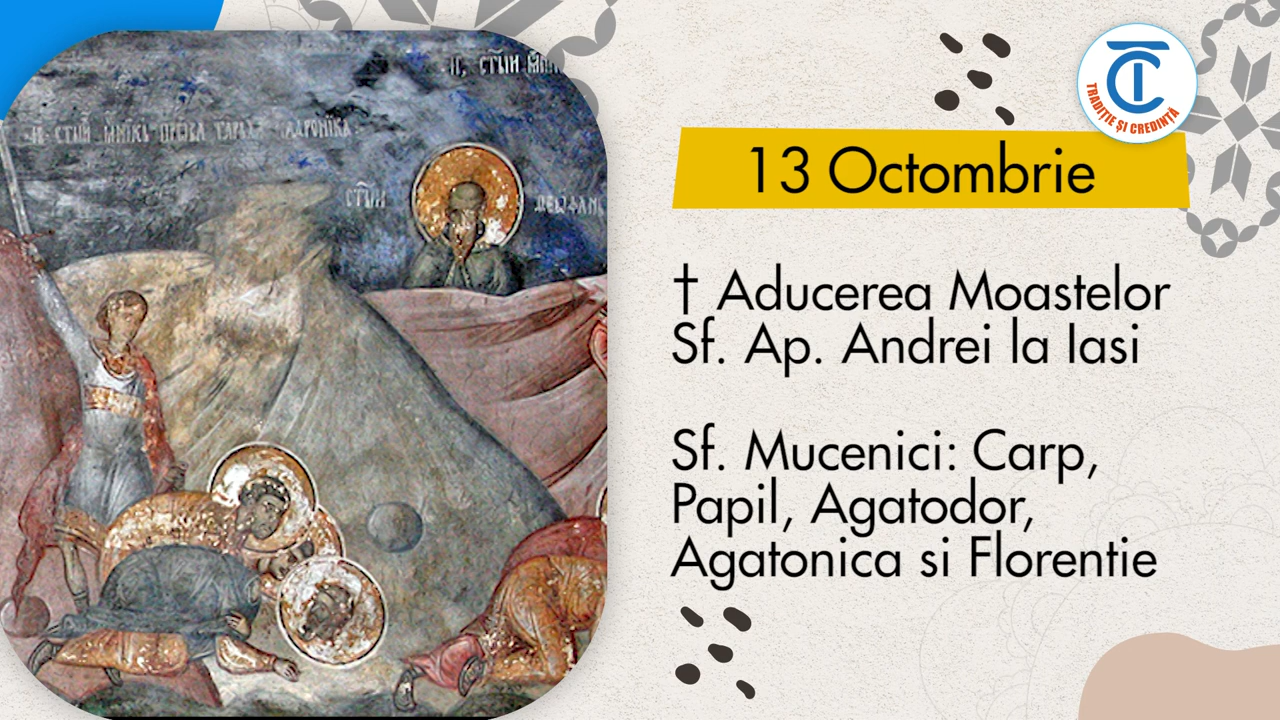 TRADIȚIE ȘI CREDINȚĂ
13 Octombrie
† Aducerea Moastelor
Sf. Ap. Andrei la Iasi
Sf. Mucenici: Carp,
Papil, Agatodor,
Agatonica si Florentie